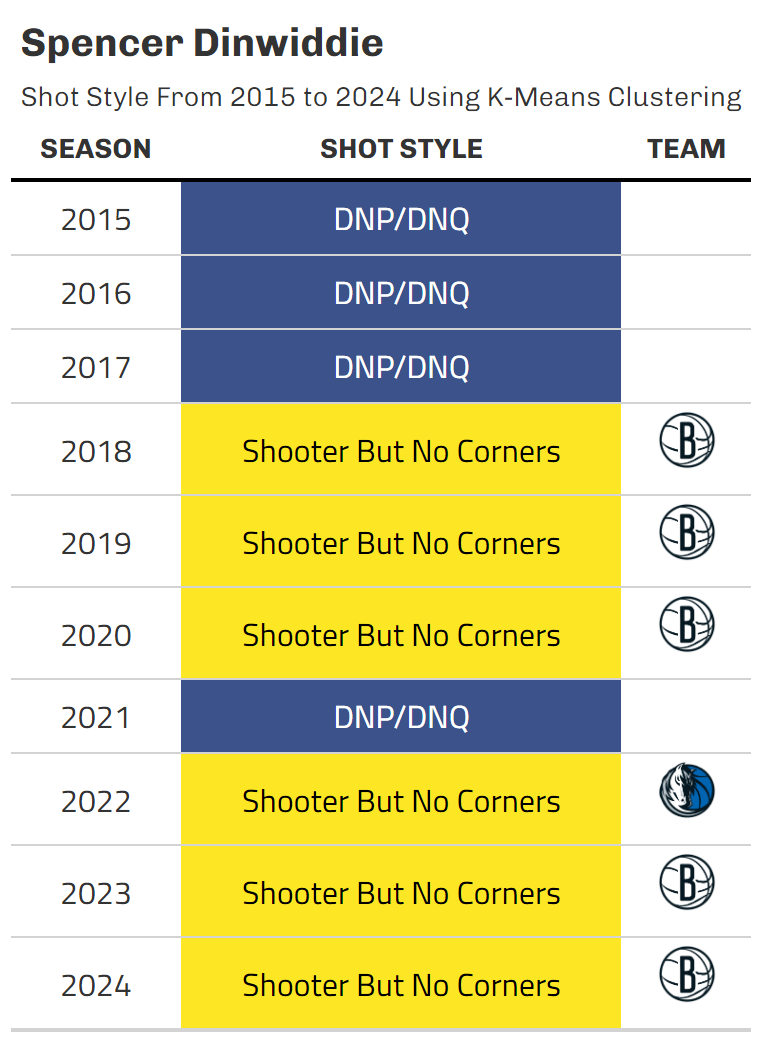 Spencer Dinwiddie
Shot Style From 2015 to 2024 Using K-Means Clustering
SEASON SHOT STYLE TEAM
2015 DNP/DNQ
2016 DNP/DNQ
2017 DNP/DNQ
2018 Shooter But No Corners B
2019 Shooter But No Corners B
2020 Shooter But No Corners B
2021 DNP/DNQ
2022 Shooter But No Corners
2023 Shooter But No Corners B
2024 Shooter But No Corners B